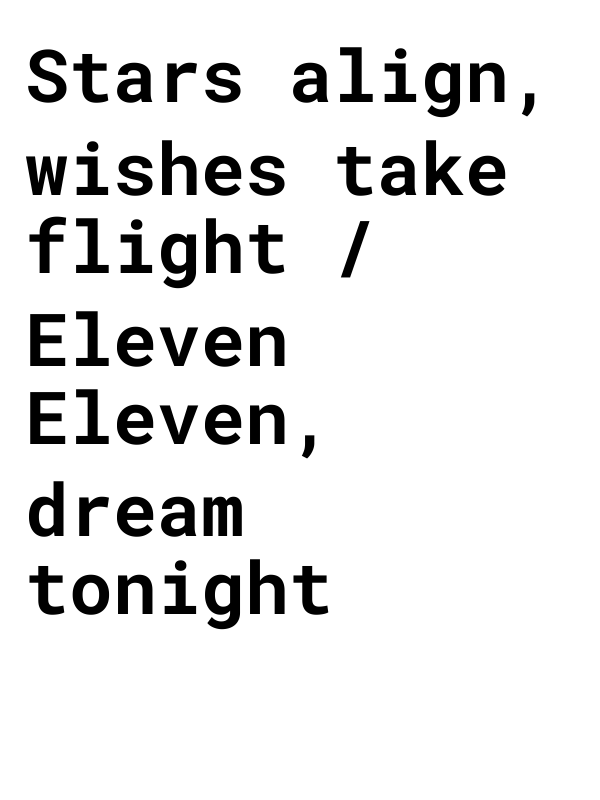 Stars align,
wishes take
flight /
Eleven
Eleven,
dream
tonight